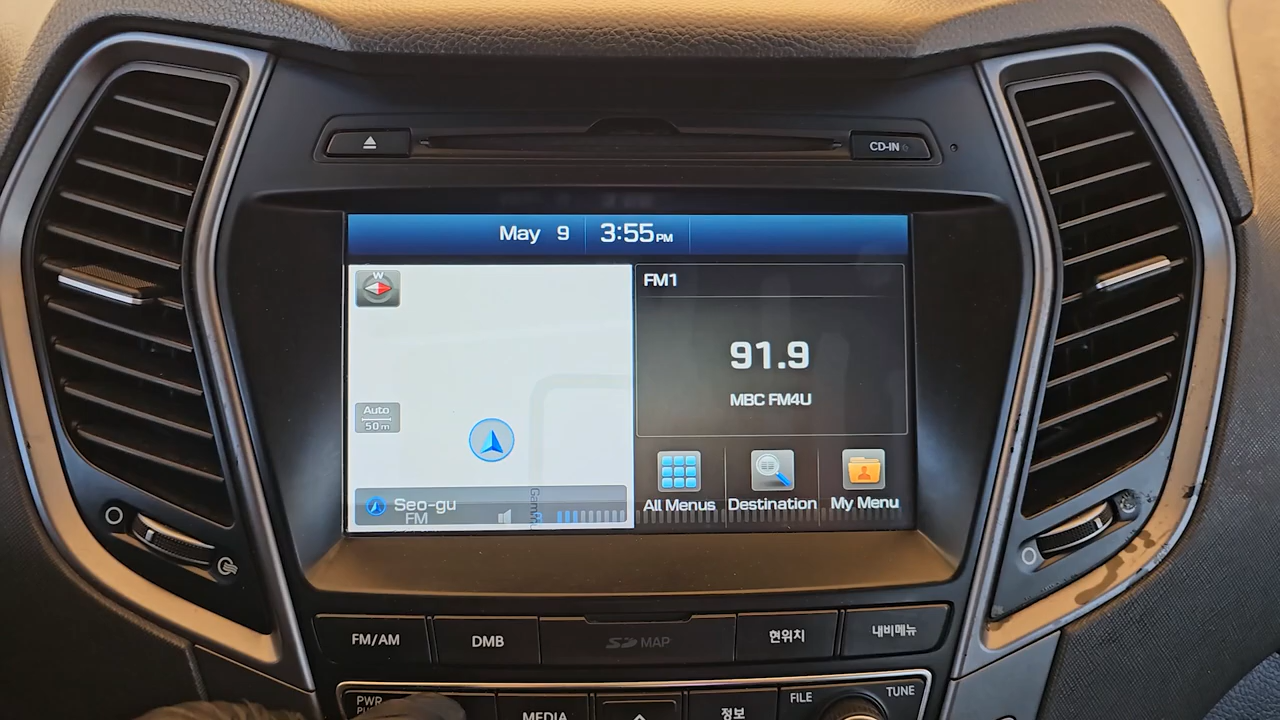 CD-IN
May 9 3:55 PM
W
FM1
91.9
MBC FM4U
Auto
50 m
Seo-gu
FM
All Menus
Destination
My Menu
FM/AM
DMB
SD MAP
현위치
내비메뉴
PWR
MEDIA
정보
FILE
TUNE